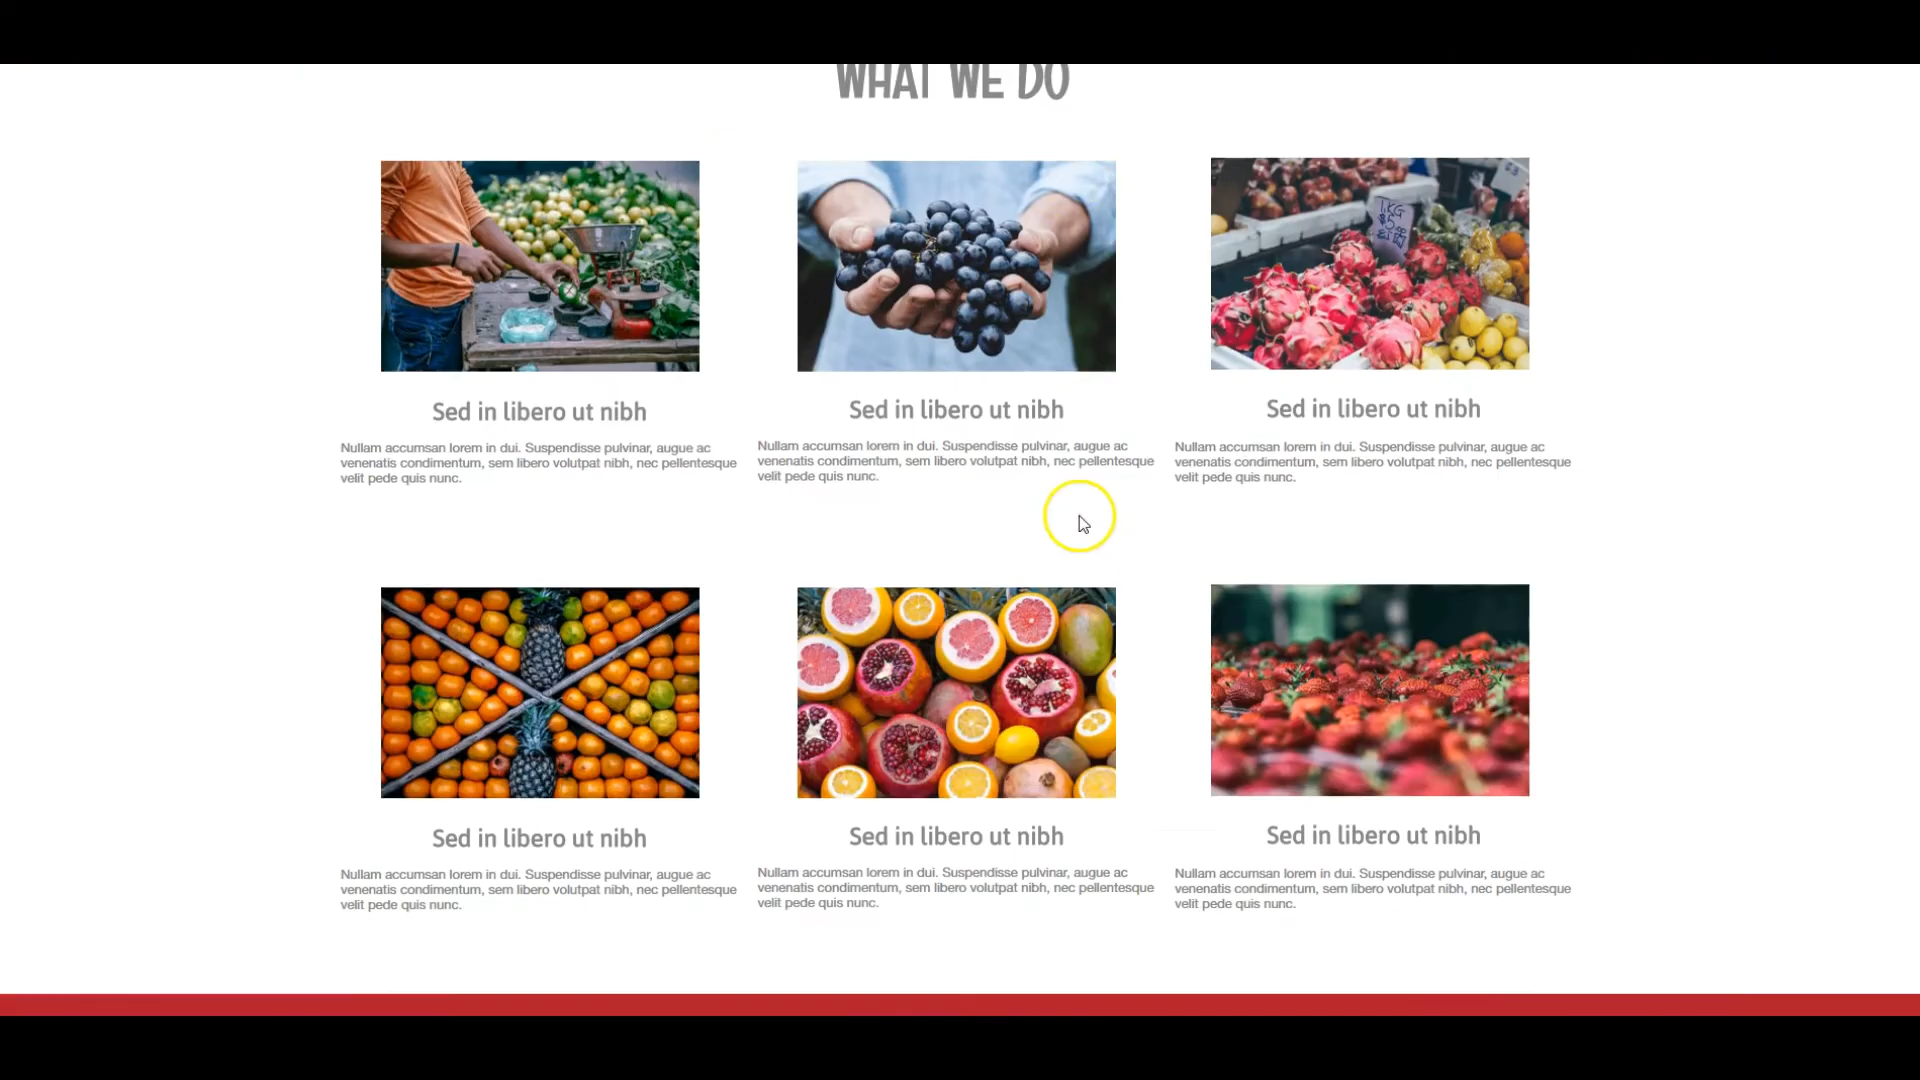 WHAT WE DO
Sed in libero ut nibh
Nullam accumsan lorem in dui. Suspendisse pulvinar, augue ac
venenatis condimentum, sem libero volutpat nibh, nec pellentesque
velit pede quis nunc.
Sed in libero ut nibh
Nullam accumsan lorem in dui. Suspendisse pulvinar, augue ac
venenatis condimentum, sem libero volutpat nibh, nec pellentesque
velit pede quis nunc.
Sed in libero ut nibh
Nullam accumsan lorem in dui. Suspendisse pulvinar, augue ac
venenatis condimentum, sem libero volutpat nibh, nec pellentesque
velit pede quis nunc.
Sed in libero ut nibh
Nullam accumsan lorem in dui. Suspendisse pulvinar, augue ac
venenatis condimentum, sem libero volutpat nibh, nec pellentesque
velit pede quis nunc.
Sed in libero ut nibh
Nullam accumsan lorem in dui. Suspendisse pulvinar, augue ac
venenatis condimentum, sem libero volutpat nibh, nec pellentesque
velit pede quis nunc.
Sed in libero ut nibh
Nullam accumsan lorem in dui. Suspendisse pulvinar, augue ac
venenatis condimentum, sem libero volutpat nibh, nec pellentesque
velit pede quis nunc.